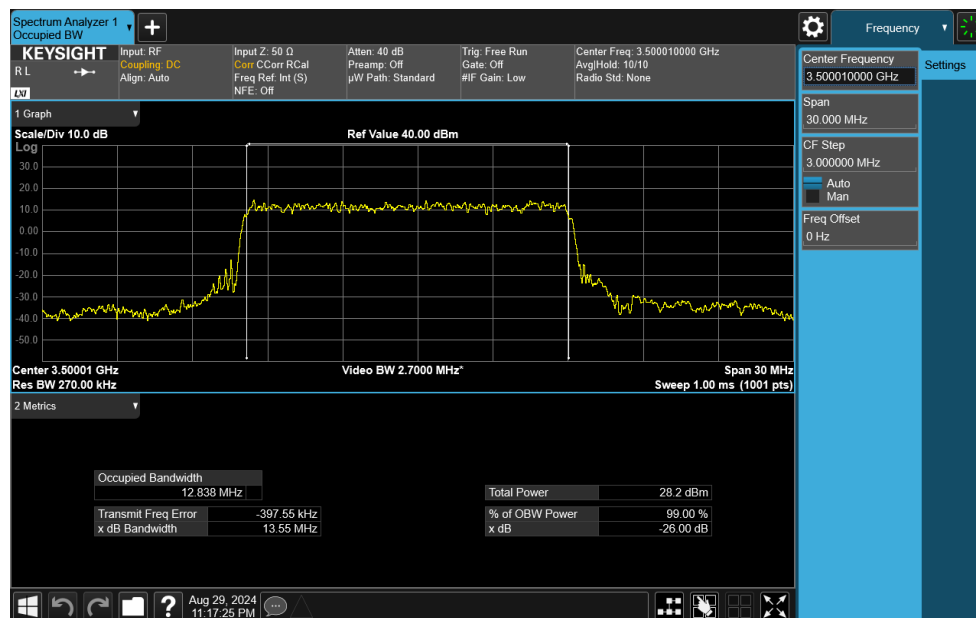 Spectrum Analyzer 1
Occupied BW
KEYSIGHT
R L
LXI
Input: RF
Coupling: DC
Align: Auto
Input Z: 50 Ω
Corr CCorr RCal
Freq Ref: Int (S)
NFE: Off
Atten: 40 dB
Preamp: Off
µW Path: Standard
Trig: Free Run
Gate: Off
#IF Gain: Low
Center Freq: 3.500010000 GHz
Avg|Hold: 10/10
Radio Std: None
1 Graph
Scale/Div 10.0 dB
Ref Value 40.00 dBm
Log
30.0
20.0
10.0
0.00
-10.0
-20.0
-30.0
-40.0
-50.0
Center 3.50001 GHz
Video BW 2.7000 MHz*
Span 30 MHz
Res BW 270.00 kHz
Sweep 1.00 ms (1001 pts)
2 Metrics
Occupied Bandwidth
12.838 MHz
Total Power 28.2 dBm
Transmit Freq Error -397.55 kHz
% of OBW Power 99.00 %
x dB Bandwidth 13.55 MHz
x dB -26.00 dB
?
Aug 29, 2024
11:17:25 PM
Frequency
Settings
Center Frequency
3.500010000 GHz
Span
30.000 MHz
CF Step
3.000000 MHz
Auto
Man
Freq Offset
0 Hz